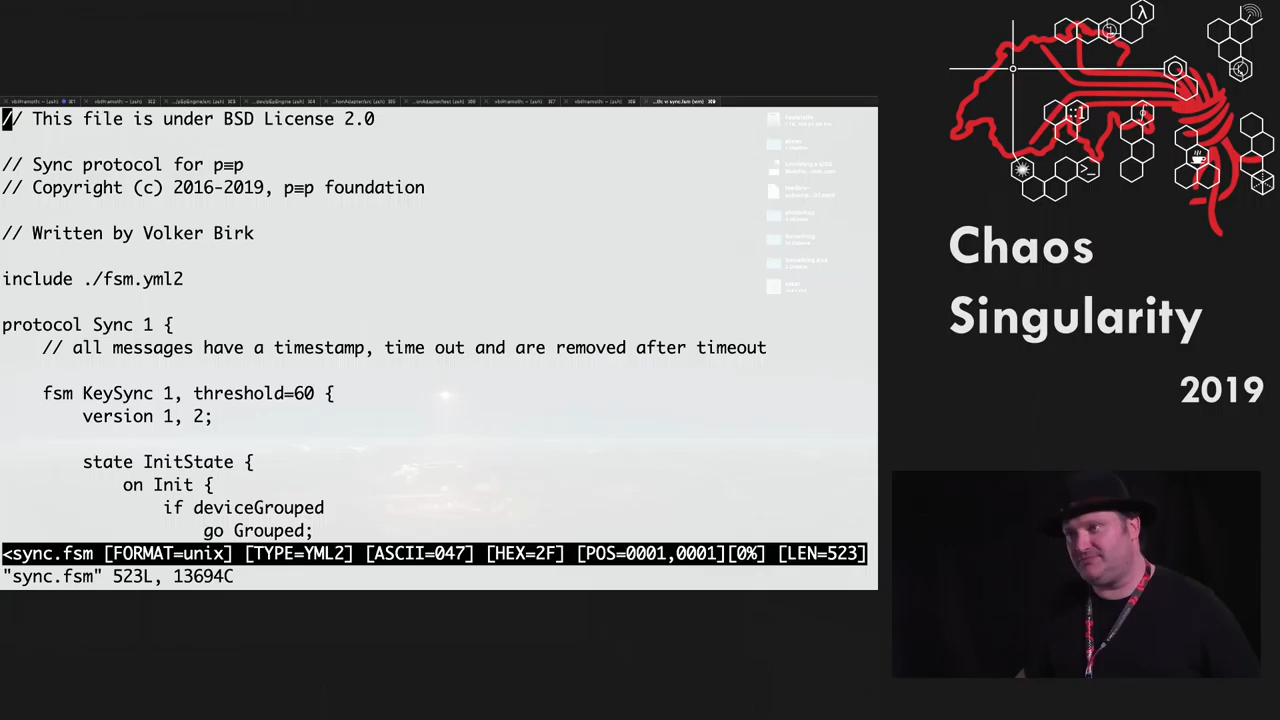 // This file is under BSD License 2.0
// Sync protocol for p≡p
// Copyright (c) 2016-2019, p≡p foundation
// Written by Volker Birk
include ./fsm.yml2
protocol Sync 1 {
// all messages have a timestamp, time out and are removed after timeout
fsm KeySync 1, threshold=60 {
version 1, 2;
state InitState {
on Init {
if deviceGrouped
go Grouped;
<sync.fsm [FORMAT=unix] [TYPE=YML2] [ASCII=047] [HEX=2F] [POS=0001,0001][0%] [LEN=523]
"sync.fsm" 523L, 13694C
Chaos
Singularity
2019